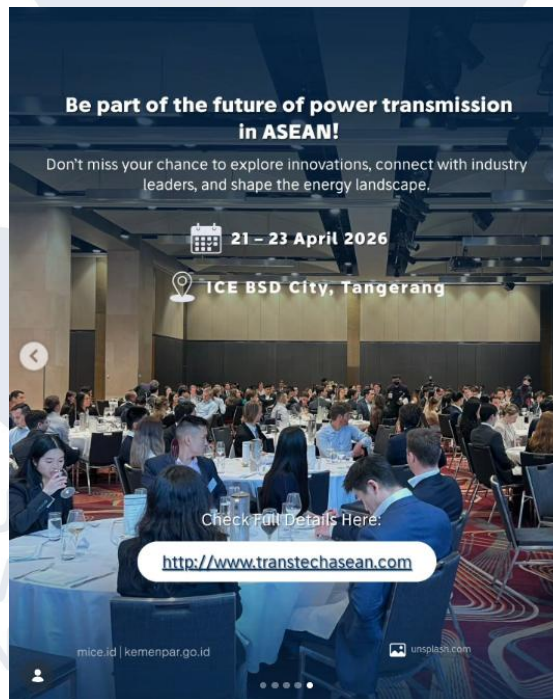 Be part of the future of power transmission
in ASEAN!
Don't miss your chance to explore innovations, connect with industry
leaders, and shape the energy landscape.
21 – 23 April 2026
ICE BSD City, Tangerang
Check Full Details Here:
http://www.transtechasean.com
mice.id | kemenpar.go.id
unsplash.com